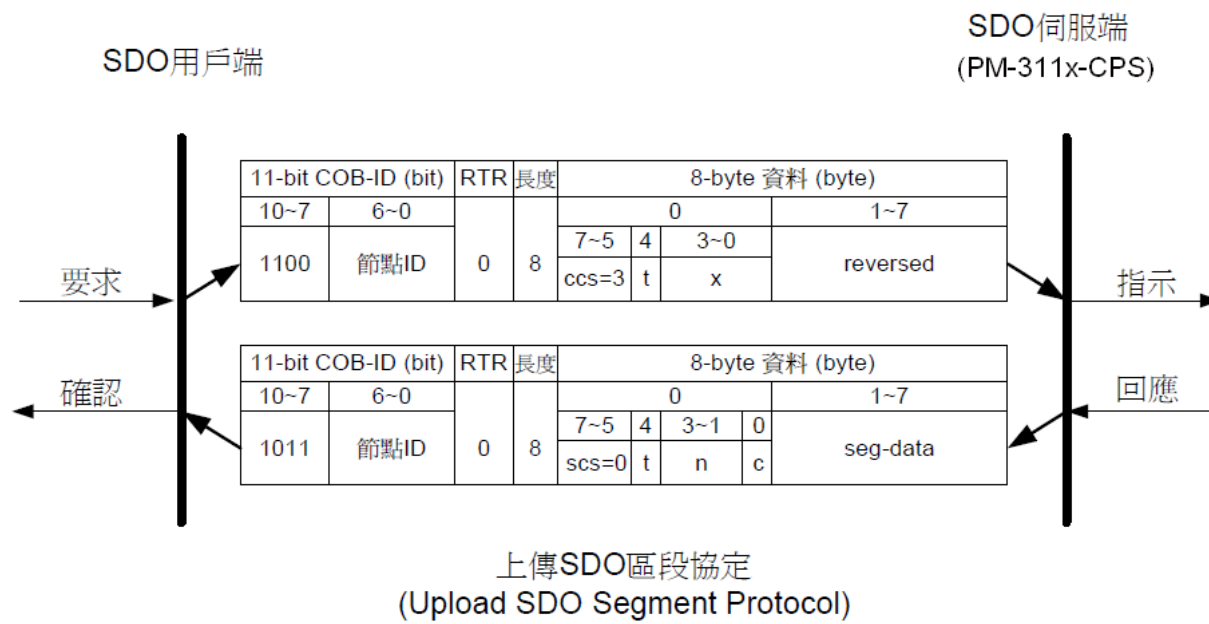 SDO用戶端
SDO伺服端
(PM-311x-CPS)
11-bit COB-ID (bit) RTR 長度 8-byte 資料 (byte)
10~7 6~0 0 1~7
7~5 4 3~0
1100 節點ID 0 8 reversed
ccs=3 t x
要求
指示
11-bit COB-ID (bit) RTR 長度 8-byte 資料 (byte)
10~7 6~0 0 1~7
7~5 4 3~1 0
1011 節點ID 0 8 seg-data
scs=0 t n c
確認
回應
上傳SDO區段協定
(Upload SDO Segment Protocol)